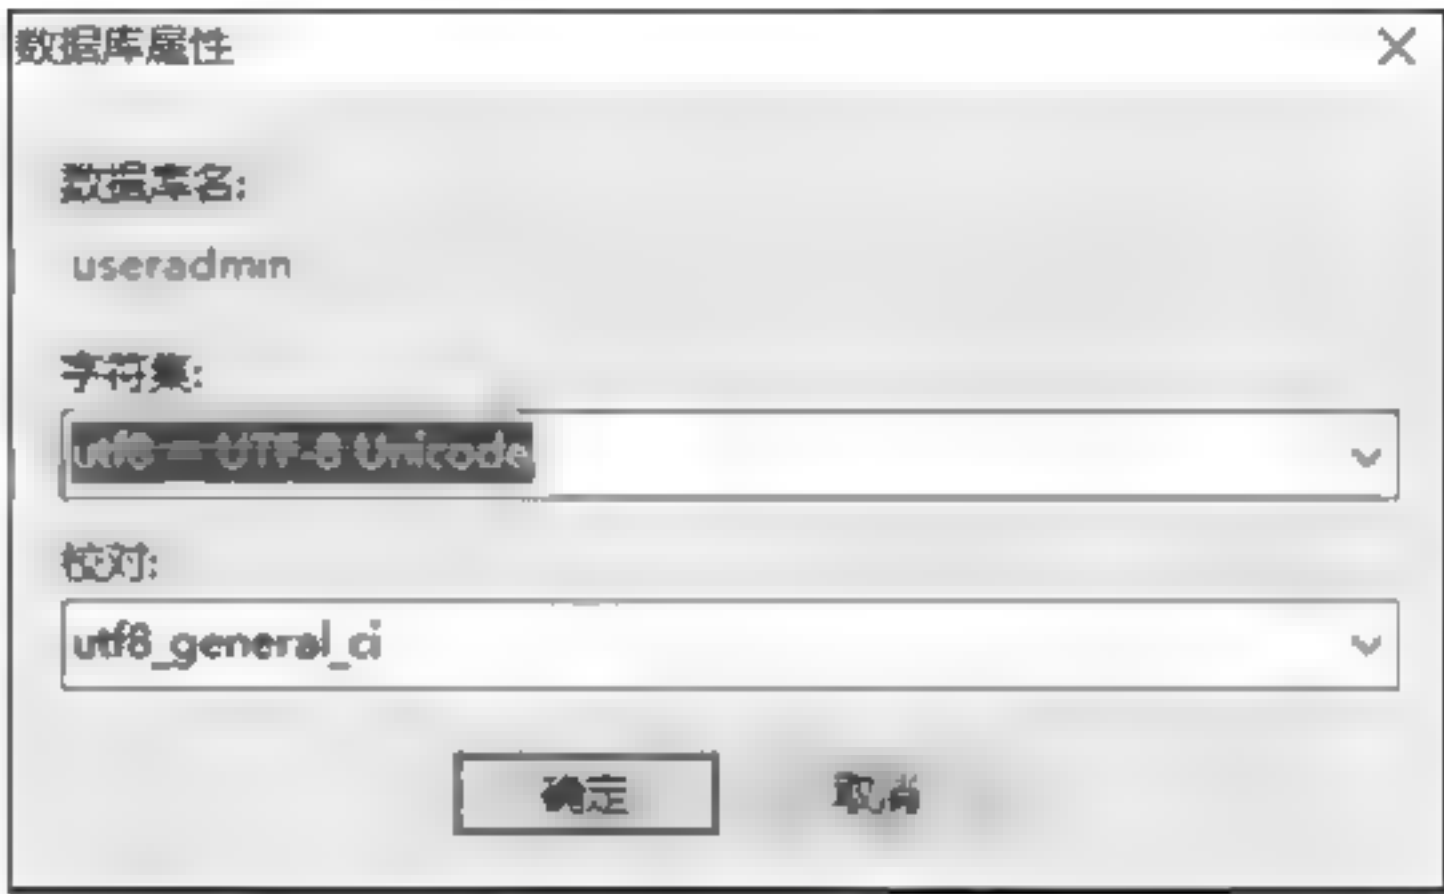 数据库属性
数据库名:
useradmin
字符集:
utf8 -- UTF-8 Unicode
校对:
utf8_general_ci
确定 取消